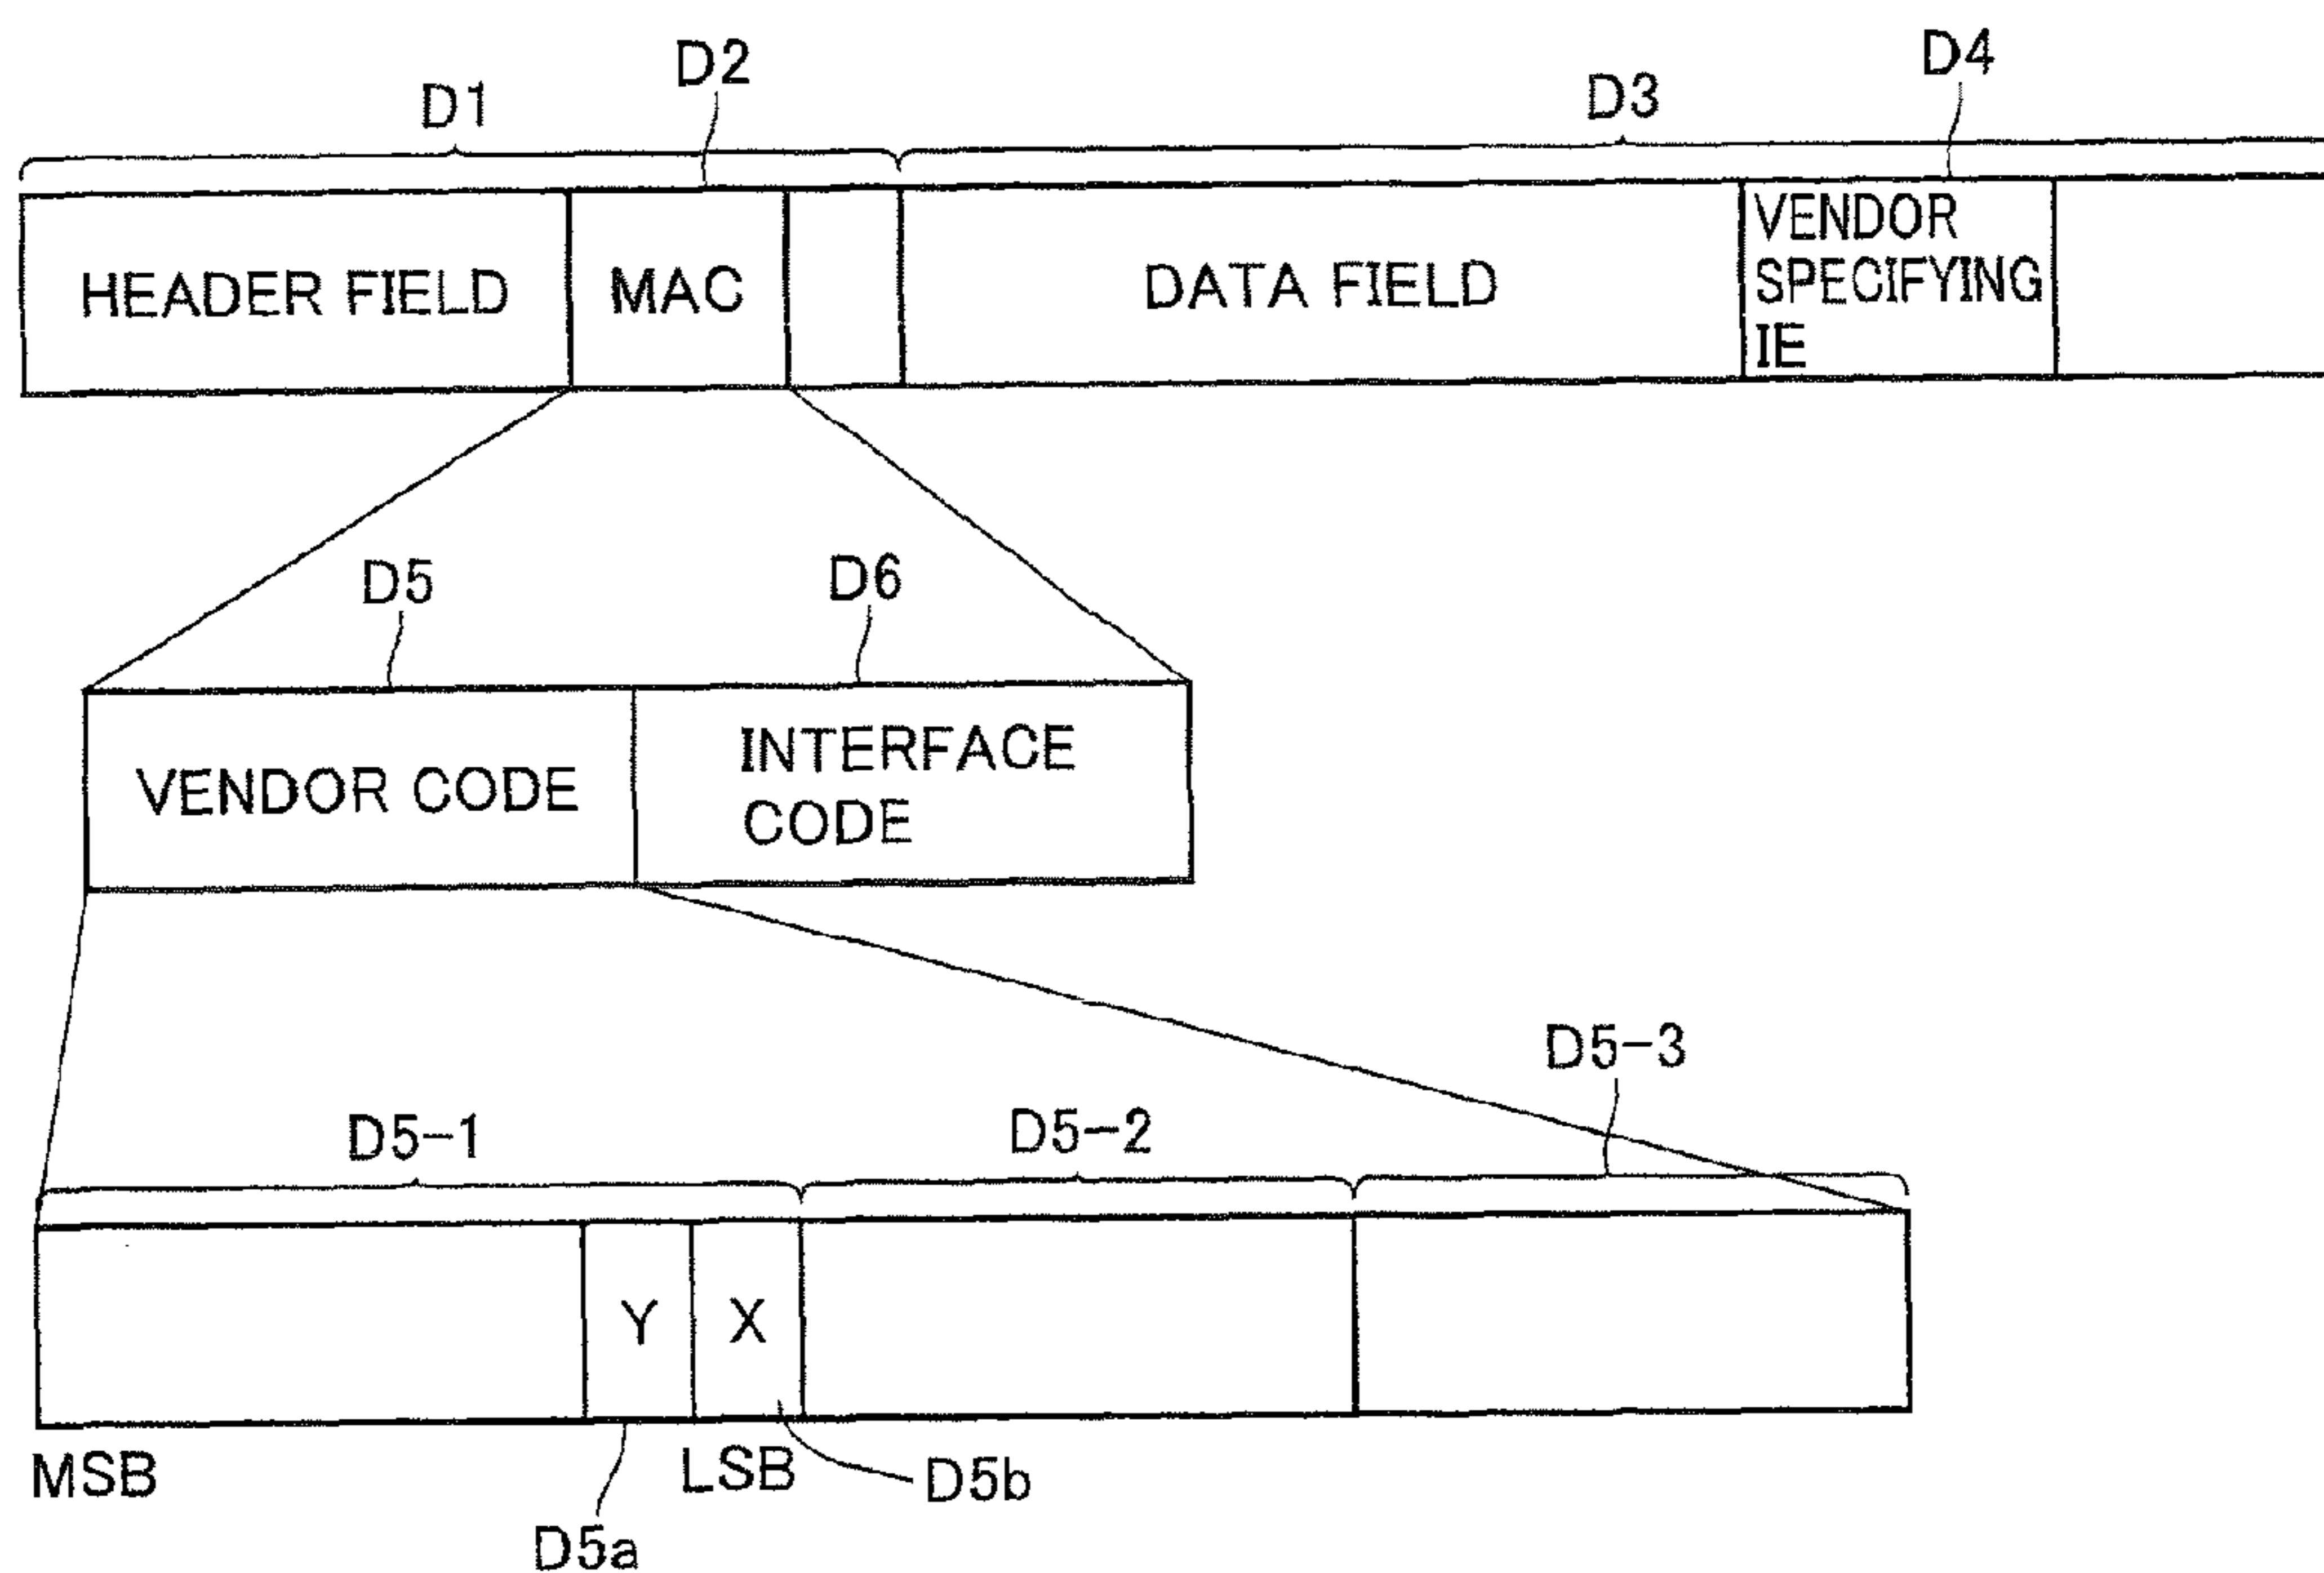 D1
D2
D3
D4
HEADER FIELD
MAC
DATA FIELD
VENDOR
SPECIFYING
IE
D5
D6
VENDOR CODE
INTERFACE
CODE
D5-1
D5-2
D5-3
Y
X
MSB
LSB
D5b
D5a